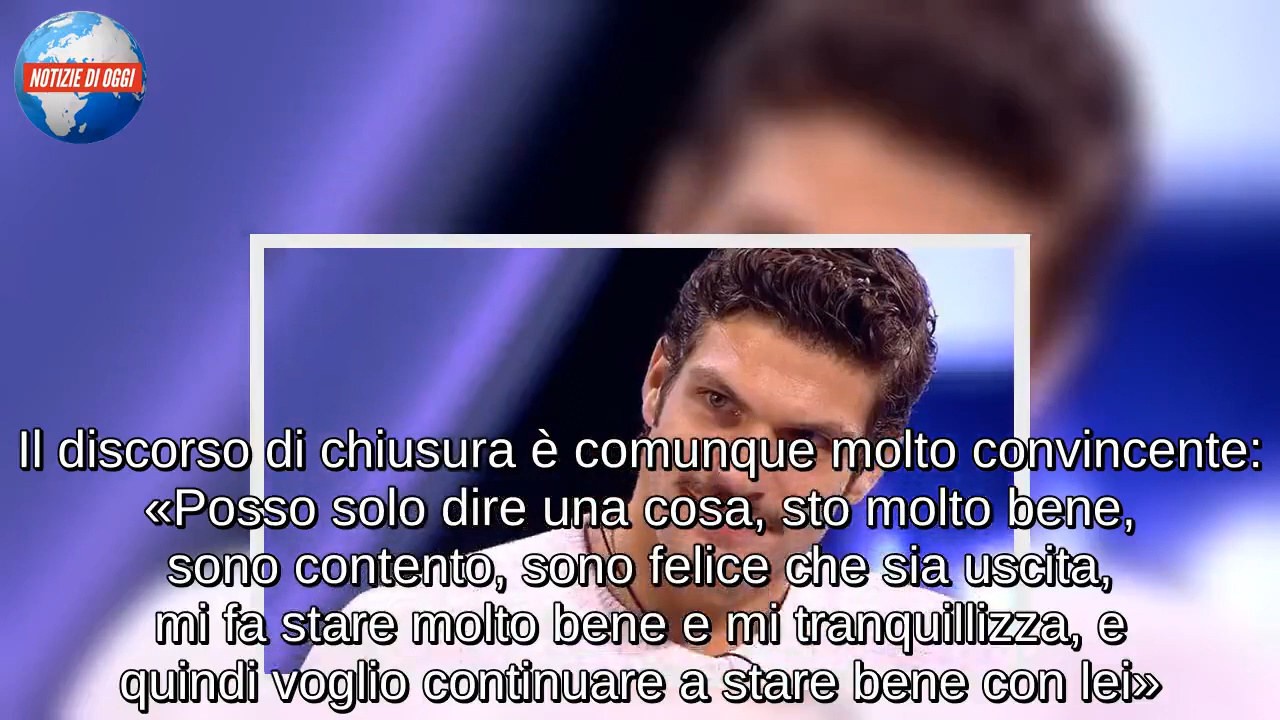 NOTIZIE DI OGGI
Il discorso di chiusura è comunque molto convincente:
«Posso solo dire una cosa, sto molto bene,
sono contento, sono felice che sia uscita,
mi fa stare molto bene e mi tranquillizza, e
quindi voglio continuare a stare bene con lei»